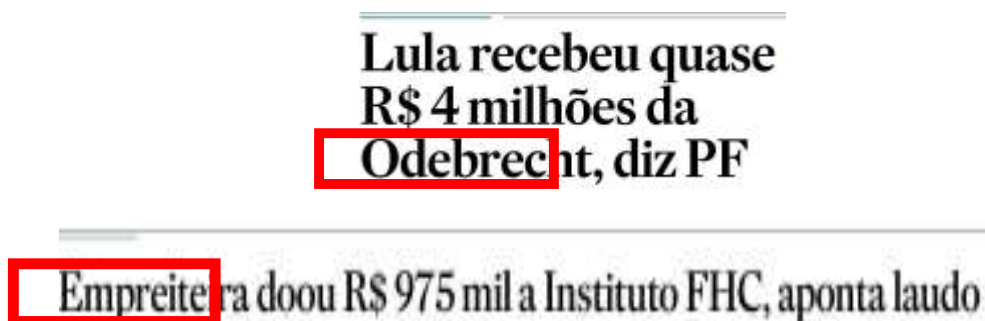 Lula recebeu quase
R$ 4 milhões da
Odebrecht, diz PF
Empreiteira doou R$ 975 mil a Instituto FHC, aponta laudo